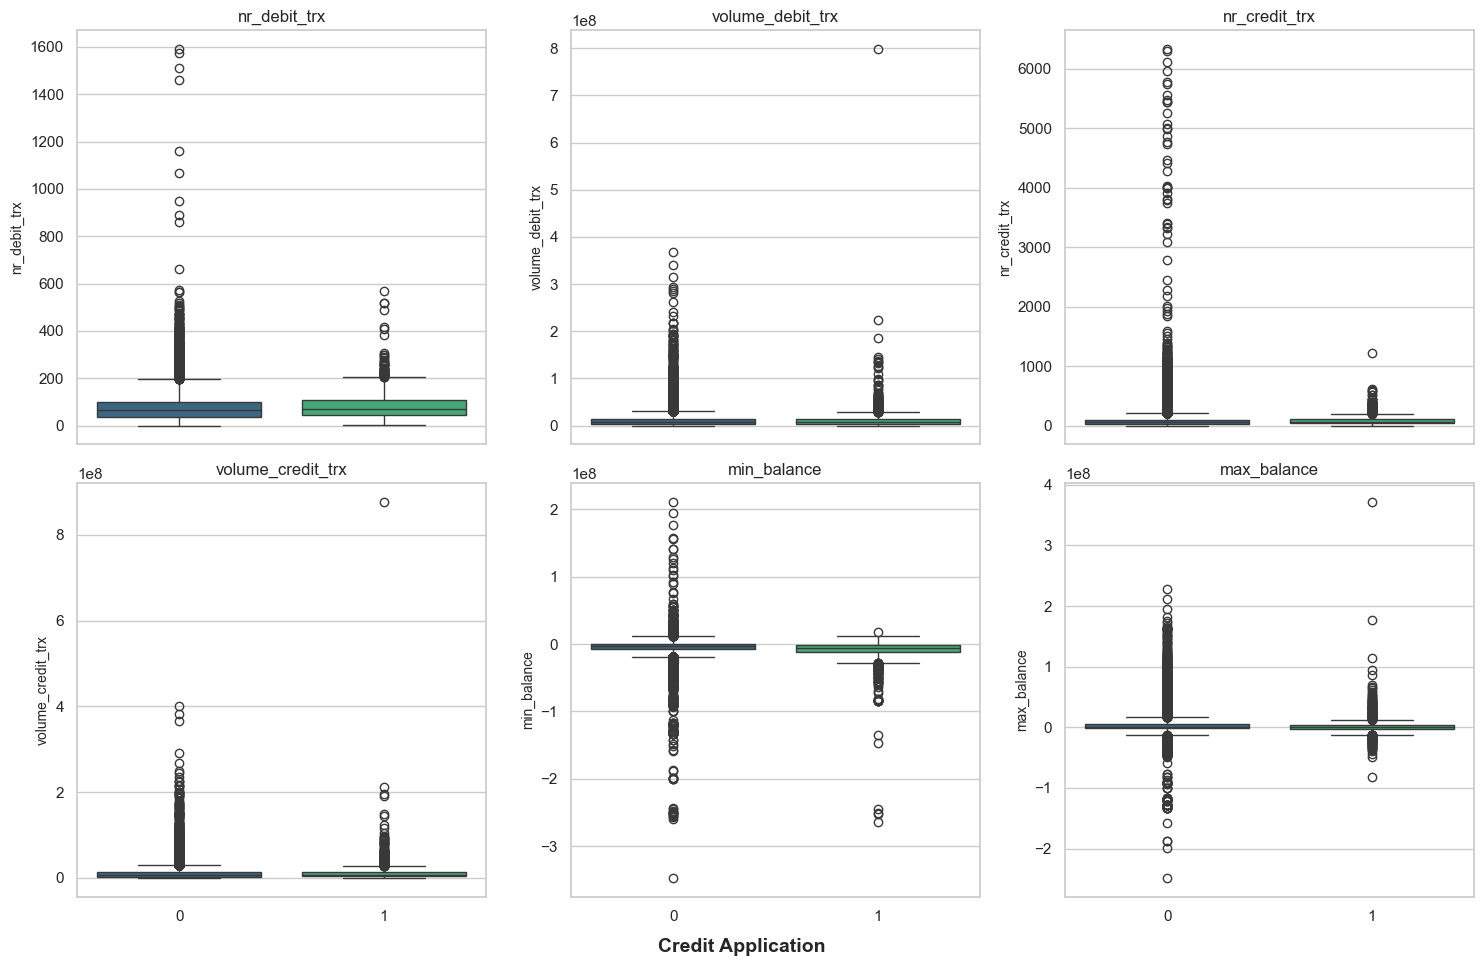 nr_debit_trx
nr_debit_trx
1600
1400
1200
1000
800
600
400
200
0
volume_debit_trx
1e8
volume_debit_trx
8
7
6
5
4
3
2
1
0
nr_credit_trx
nr_credit_trx
6000
5000
4000
3000
2000
1000
0
volume_credit_trx
1e8
volume_credit_trx
8
6
4
2
0
0 1
min_balance
1e8
min_balance
2
1
0
−1
−2
−3
0 1
max_balance
1e8
max_balance
4
3
2
1
0
−1
−2
0 1
Credit Application